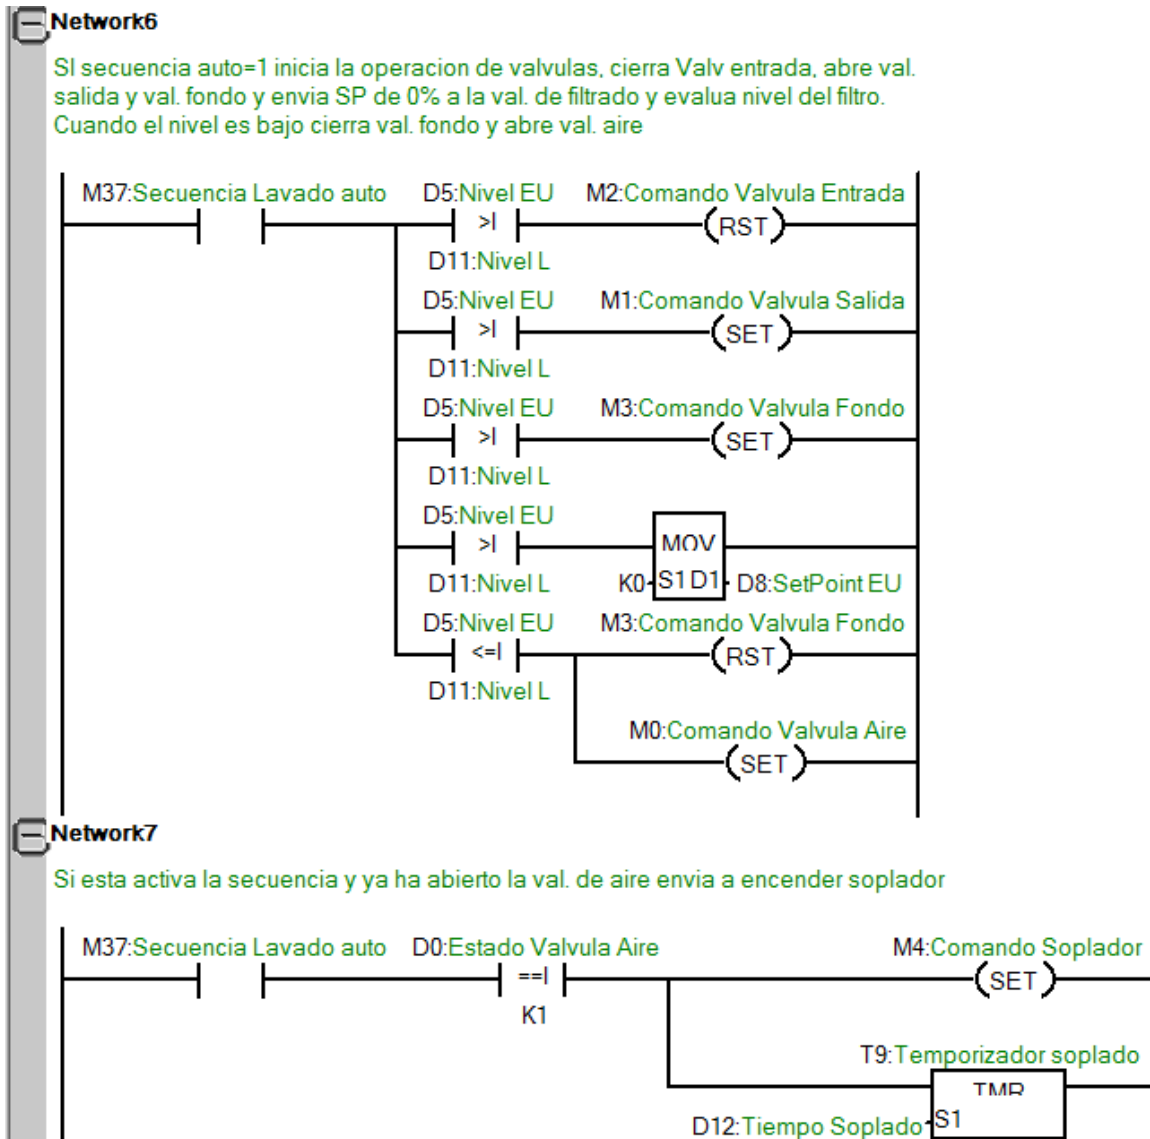 Network6
SI secuencia auto=1 inicia la operacion de valvulas, cierra Valv entrada, abre val.
salida y val. fondo y envia SP de 0% a la val. de filtrado y evalua nivel del filtro.
Cuando el nivel es bajo cierra val. fondo y abre val. aire
M37:Secuencia Lavado auto D5:Nivel EU M2:Comando Valvula Entrada
>I (RST)
D11:Nivel L
D5:Nivel EU M1:Comando Valvula Salida
>I (SET)
D11:Nivel L
D5:Nivel EU M3:Comando Valvula Fondo
>I (SET)
D11:Nivel L
D5:Nivel EU
>I MOV
D11:Nivel L K0 S1 D1 D8:SetPoint EU
D5:Nivel EU M3:Comando Valvula Fondo
<=I (RST)
D11:Nivel L
M0:Comando Valvula Aire
(SET)
Network7
Si esta activa la secuencia y ya ha abierto la val. de aire envia a encender soplador
M37:Secuencia Lavado auto D0:Estado Valvula Aire M4:Comando Soplador
==I (SET)
K1
T9:Temporizador soplado
TMR
D12:Tiempo Soplado S1